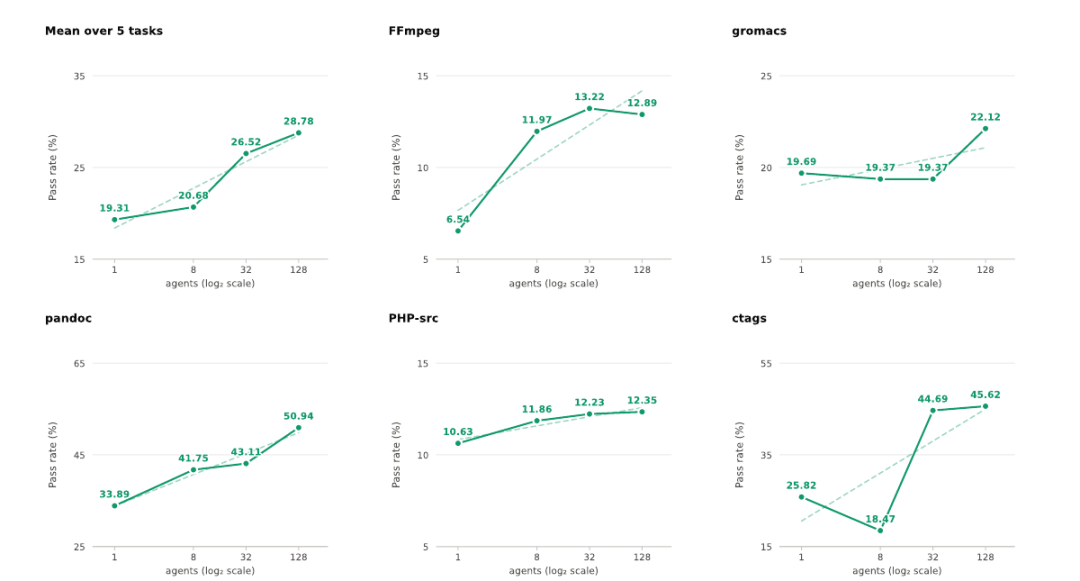 Mean over 5 tasks
35
25
15
Pass rate (%)
19.31
20.68
26.52
28.78
1 8 32 128
agents (log₂ scale)
FFmpeg
15
10
5
Pass rate (%)
6.54
11.97
13.22
12.89
1 8 32 128
agents (log₂ scale)
gromacs
25
20
15
Pass rate (%)
19.69
19.37
19.37
22.12
1 8 32 128
agents (log₂ scale)
pandoc
65
45
25
Pass rate (%)
33.89
41.75
43.11
50.94
1 8 32 128
agents (log₂ scale)
PHP-src
15
10
5
Pass rate (%)
10.63
11.86
12.23
12.35
1 8 32 128
agents (log₂ scale)
ctags
55
35
15
Pass rate (%)
25.82
18.47
44.69
45.62
1 8 32 128
agents (log₂ scale)